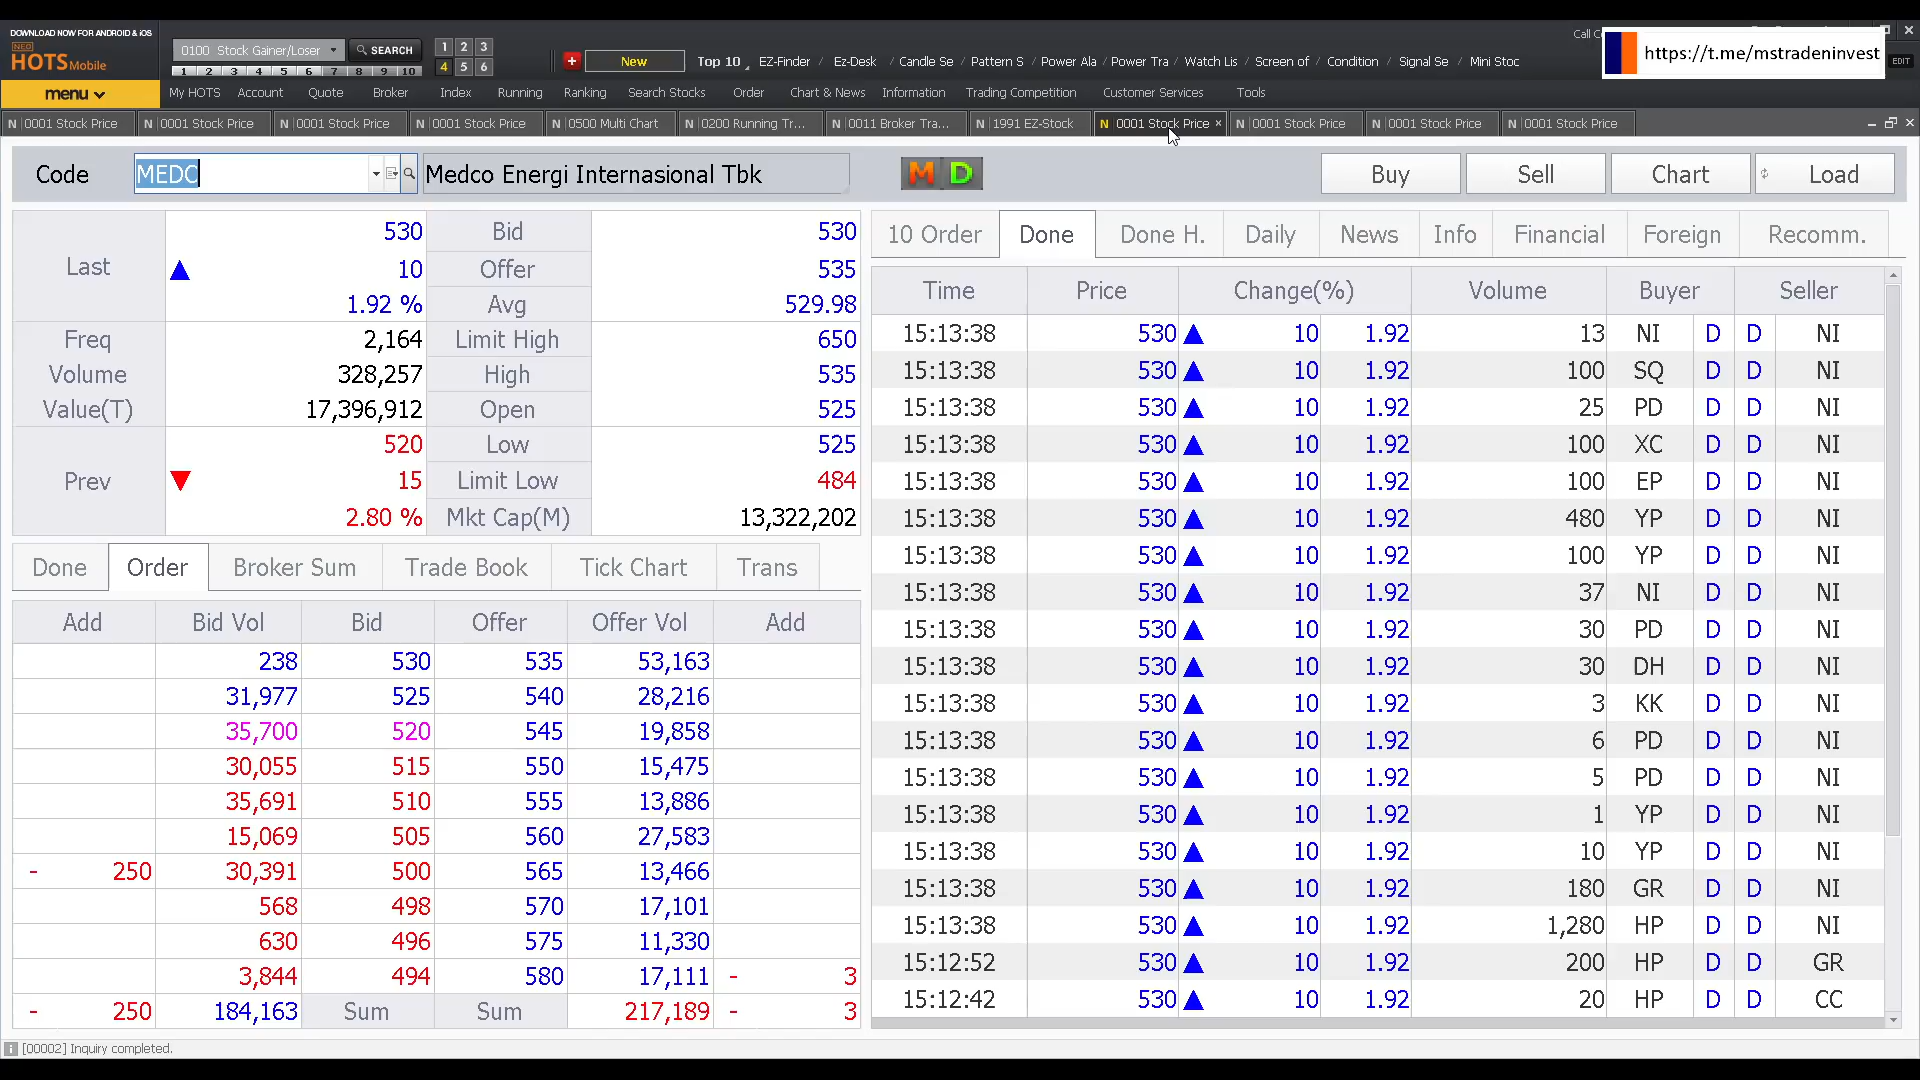 DOWNLOAD NOW FOR ANDROID & iOS
NEO
HOTS Mobile
0100 Stock Gainer/Loser
SEARCH
1 2 3
4 5 6
1 2 3 4 5 6 7 8 9 10
New
Top 10 EZ-Finder / Ez-Desk / Candle Se / Pattern S / Power Ala / Power Tra / Watch Lis / Screen of / Condition / Signal Se / Mini Stoc
https://t.me/mstradeninvest
EDIT
menu
My HOTS Account Quote Broker Index Running Ranking Search Stocks Order Chart & News Information Trading Competition Customer Services Tools
N 0001 Stock Price N 0001 Stock Price N 0001 Stock Price N 0001 Stock Price N 0500 Multi Chart N 0200 Running Tr... N 0011 Broker Tra... N 1991 EZ-Stock N 0001 Stock Price × N 0001 Stock Price N 0001 Stock Price N 0001 Stock Price
Code MEDC Medco Energi Internasional Tbk M D Buy Sell Chart Load
Last 530 Bid 530
▲ 10 Offer 535
1.92 % Avg 529.98
Freq 2,164 Limit High 650
Volume 328,257 High 535
Value(T) 17,396,912 Open 525
520 Low 525
Prev ▼ 15 Limit Low 484
2.80 % Mkt Cap(M) 13,322,202
Done Order Broker Sum Trade Book Tick Chart Trans
Add Bid Vol Bid Offer Offer Vol Add
238 530 535 53,163
31,977 525 540 28,216
35,700 520 545 19,858
30,055 515 550 15,475
35,691 510 555 13,886
15,069 505 560 27,583
- 250 30,391 500 565 13,466
568 498 570 17,101
630 496 575 11,330
3,844 494 580 17,111 - 3
- 250 184,163 Sum Sum 217,189 - 3
10 Order Done Done H. Daily News Info Financial Foreign Recomm.
Time Price Change(%) Volume Buyer Seller
15:13:38 530 ▲ 10 1.92 13 NI D D NI
15:13:38 530 ▲ 10 1.92 100 SQ D D NI
15:13:38 530 ▲ 10 1.92 25 PD D D NI
15:13:38 530 ▲ 10 1.92 100 XC D D NI
15:13:38 530 ▲ 10 1.92 100 EP D D NI
15:13:38 530 ▲ 10 1.92 480 YP D D NI
15:13:38 530 ▲ 10 1.92 100 YP D D NI
15:13:38 530 ▲ 10 1.92 37 NI D D NI
15:13:38 530 ▲ 10 1.92 30 PD D D NI
15:13:38 530 ▲ 10 1.92 30 DH D D NI
15:13:38 530 ▲ 10 1.92 3 KK D D NI
15:13:38 530 ▲ 10 1.92 6 PD D D NI
15:13:38 530 ▲ 10 1.92 5 PD D D NI
15:13:38 530 ▲ 10 1.92 1 YP D D NI
15:13:38 530 ▲ 10 1.92 10 YP D D NI
15:13:38 530 ▲ 10 1.92 180 GR D D NI
15:13:38 530 ▲ 10 1.92 1,280 HP D D NI
15:12:52 530 ▲ 10 1.92 200 HP D D GR
15:12:42 530 ▲ 10 1.92 20 HP D D CC
[00002] Inquiry completed.